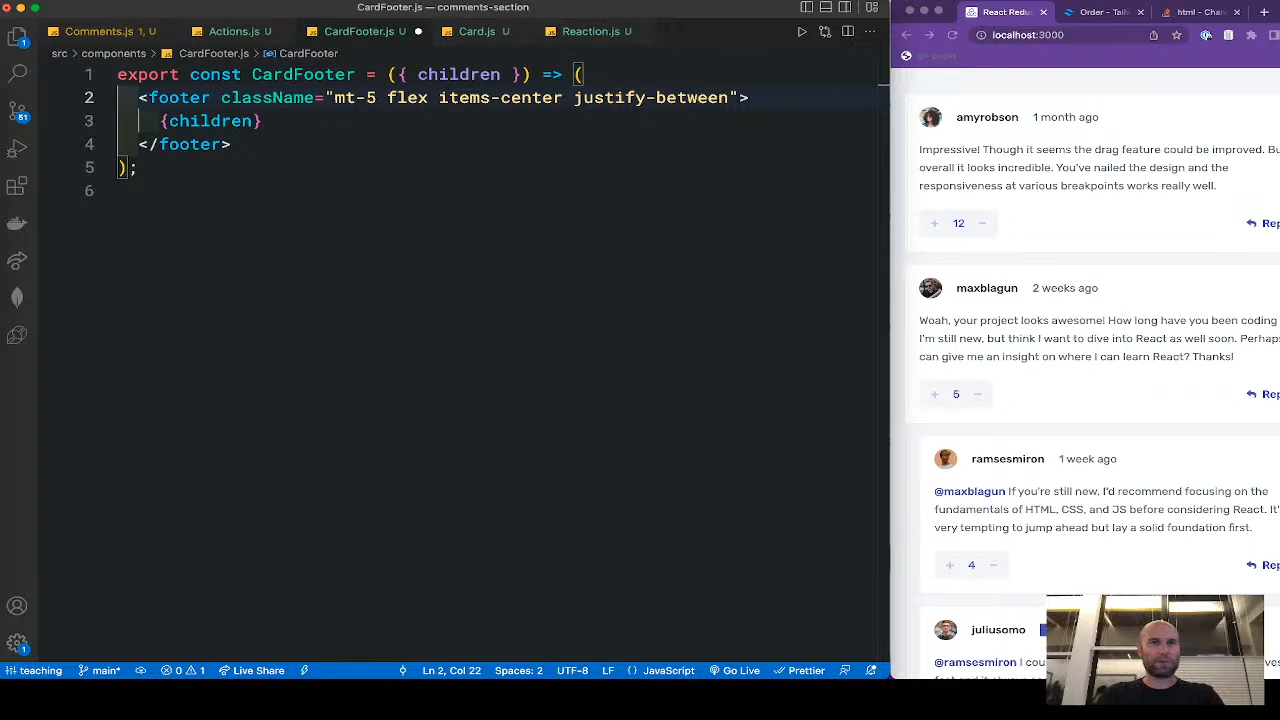 CardFooter.js — comments-section
Comments.js 1, U
Actions.js U
CardFooter.js U
Card.js U
Reaction.js U
src > components > CardFooter.js > CardFooter
1 export const CardFooter = ({ children }) => (
2 <footer className="mt-5 flex items-center justify-between">
3 {children}
4 </footer>
5 );
6
1
51
1
teaching
main*
0 1
Live Share
Ln 2, Col 22
Spaces: 2
UTF-8
LF
{} JavaScript
Go Live
Prettier
React Redu
Order - Tailw
html - Chan
localhost:3000
gh-pages
amyrobson 1 month ago
Impressive! Though it seems the drag feature could be improved. Bu
overall it looks incredible. You've nailed the design and the
responsiveness at various breakpoints works really well.
+ 12 −
Rep
maxblagun 2 weeks ago
Woah, your project looks awesome! How long have you been coding
I'm still new, but think I want to dive into React as well soon. Perhaps
can give me an insight on where I can learn React? Thanks!
+ 5 −
Rep
ramsesmiron 1 week ago
@maxblagun If you're still new, I'd recommend focusing on the
fundamentals of HTML, CSS, and JS before considering React. It'
very tempting to jump ahead but lay a solid foundation first.
+ 4 −
Rep
juliusomo
@ramsesmiron I cou